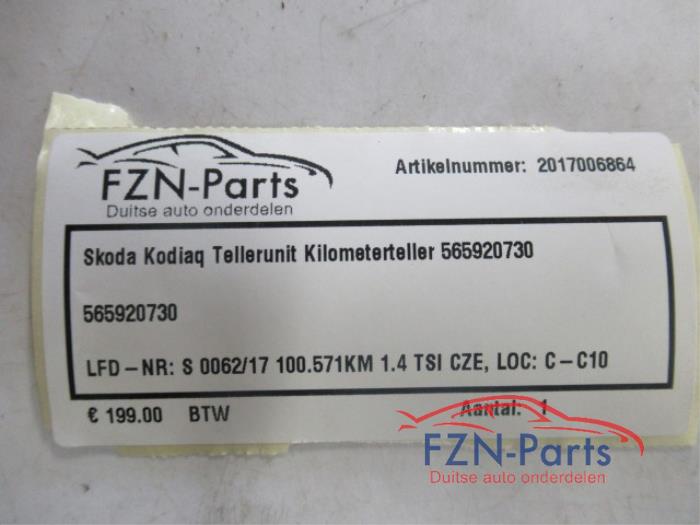 FZN-Parts
Duitse auto onderdelen
Artikelnummer: 2017006864
Skoda Kodiaq Tellerunit Kilometerteller 565920730
565920730
LFD-NR: S 0062/17 100.571KM 1.4 TSI CZE, LOC: C-C10
€ 199.00 BTW
Aantal: 1
FZN-Parts
Duitse auto onderdelen